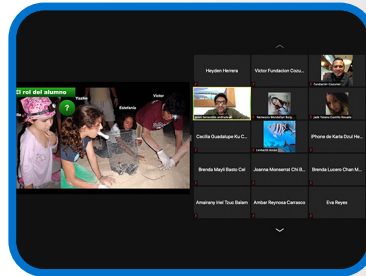 El rol del alumno
?
Yazlin
Estefanía
Victor
Heyden Herrera
Victor Fundacion Cozu...
Fundación Cozumel
Cecilia Guadalupe Ku C...
iPhone de Karla Dzul He...
Brenda Mayli Basto Cel
Joanna Monserrat Chi B...
Brenda Lucero Chan M...
Amairany Iriel Tzuc Balam
Ambar Reynosa Carrasco
Eva Reyes